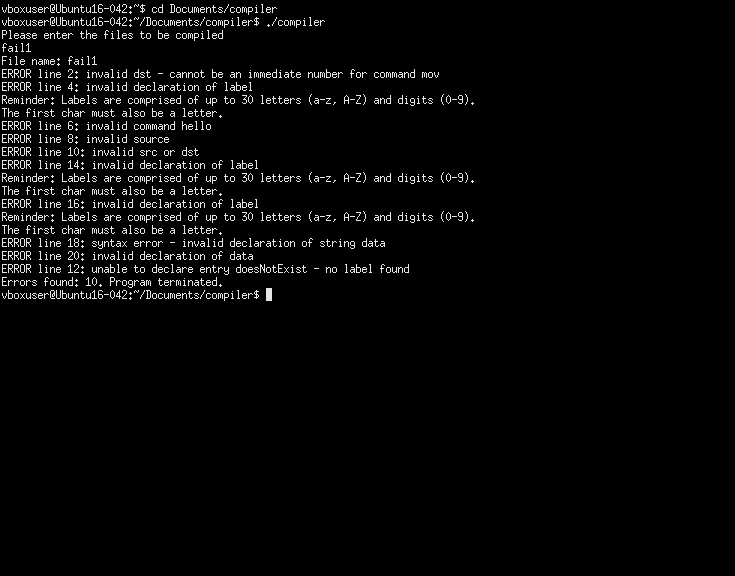 vboxuser@Ubuntu16-042:~$ cd Documents/compiler
vboxuser@Ubuntu16-042:~/Documents/compiler$ ./compiler
Please enter the files to be compiled
fail1
File name: fail1
ERROR line 2: invalid dst - cannot be an immediate number for command mov
ERROR line 4: invalid declaration of label
Reminder: Labels are comprised of up to 30 letters (a-z, A-Z) and digits (0-9).
The first char must also be a letter.
ERROR line 6: invalid command hello
ERROR line 8: invalid source
ERROR line 10: invalid src or dst
ERROR line 14: invalid declaration of label
Reminder: Labels are comprised of up to 30 letters (a-z, A-Z) and digits (0-9).
The first char must also be a letter.
ERROR line 16: invalid declaration of label
Reminder: Labels are comprised of up to 30 letters (a-z, A-Z) and digits (0-9).
The first char must also be a letter.
ERROR line 18: syntax error - invalid declaration of string data
ERROR line 20: invalid declaration of data
ERROR line 12: unable to declare entry doesNotExist - no label found
Errors found: 10. Program terminated.
vboxuser@Ubuntu16-042:~/Documents/compiler$